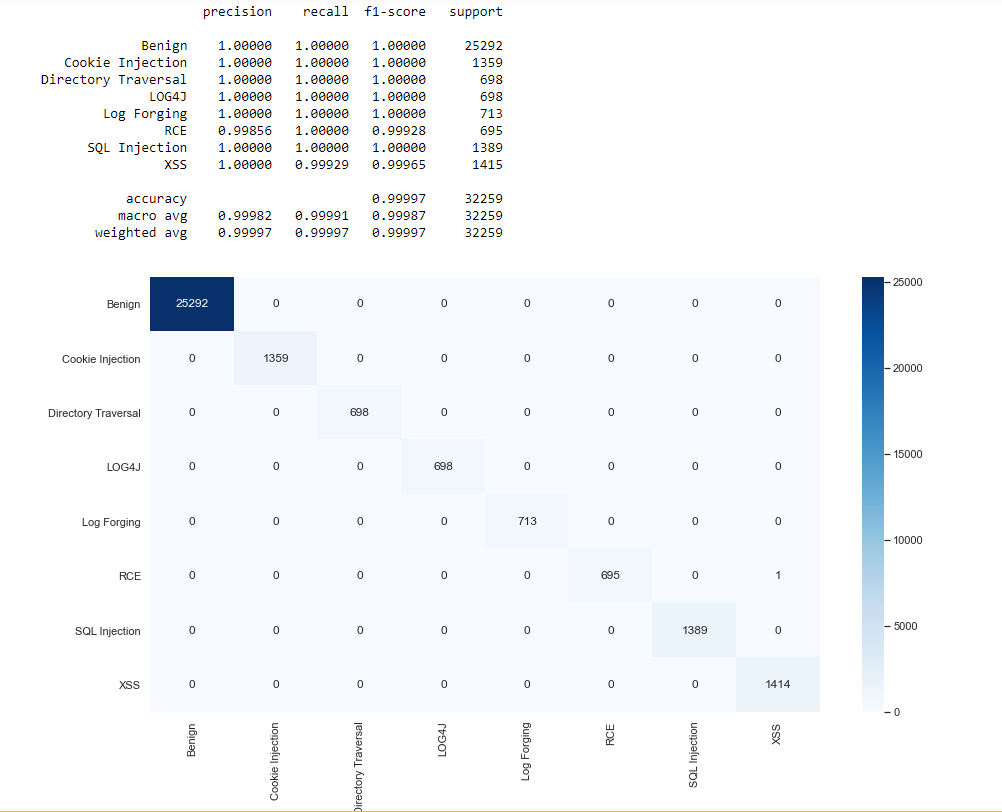 precision recall f1-score support
Benign 1.00000 1.00000 1.00000 25292
Cookie Injection 1.00000 1.00000 1.00000 1359
Directory Traversal 1.00000 1.00000 1.00000 698
LOG4J 1.00000 1.00000 1.00000 698
Log Forging 1.00000 1.00000 1.00000 713
RCE 0.99856 1.00000 0.99928 695
SQL Injection 1.00000 1.00000 1.00000 1389
XSS 1.00000 0.99929 0.99965 1415
accuracy 0.99997 32259
macro avg 0.99982 0.99991 0.99987 32259
weighted avg 0.99997 0.99997 0.99997 32259
Benign 25292 0 0 0 0 0 0 0
Cookie Injection 0 1359 0 0 0 0 0 0
Directory Traversal 0 0 698 0 0 0 0 0
LOG4J 0 0 0 698 0 0 0 0
Log Forging 0 0 0 0 713 0 0 0
RCE 0 0 0 0 0 695 0 1
SQL Injection 0 0 0 0 0 0 1389 0
XSS 0 0 0 0 0 0 0 1414
Benign
Cookie Injection
Directory Traversal
LOG4J
Log Forging
RCE
SQL Injection
XSS
25000
20000
15000
10000
5000
0